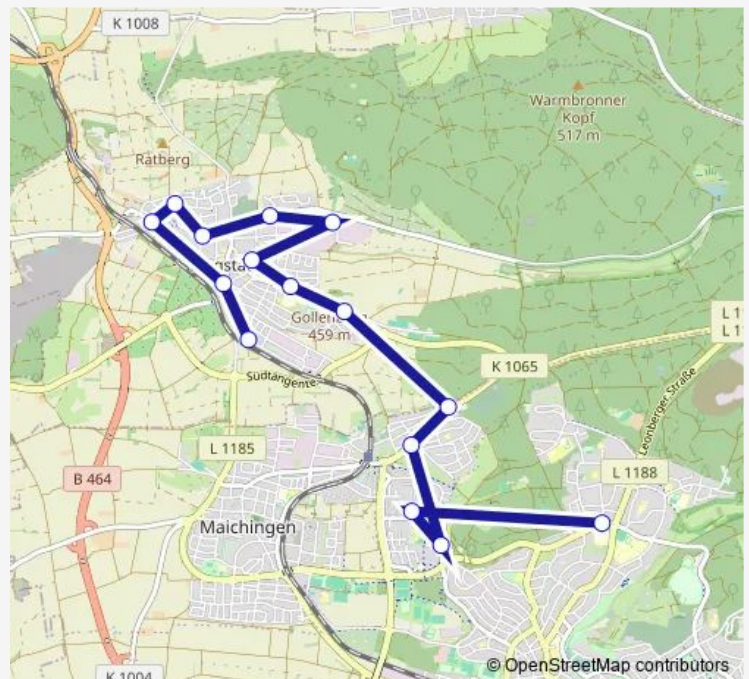 K 1008
Warmbronner
Kopf
517 m
Ratberg
459 m
L 1
L 1
K 1065
Südtangente
Leonberger Straße
L 1185
L 1188
B 464
Maichingen
K 1004
© OpenStreetMap contributors